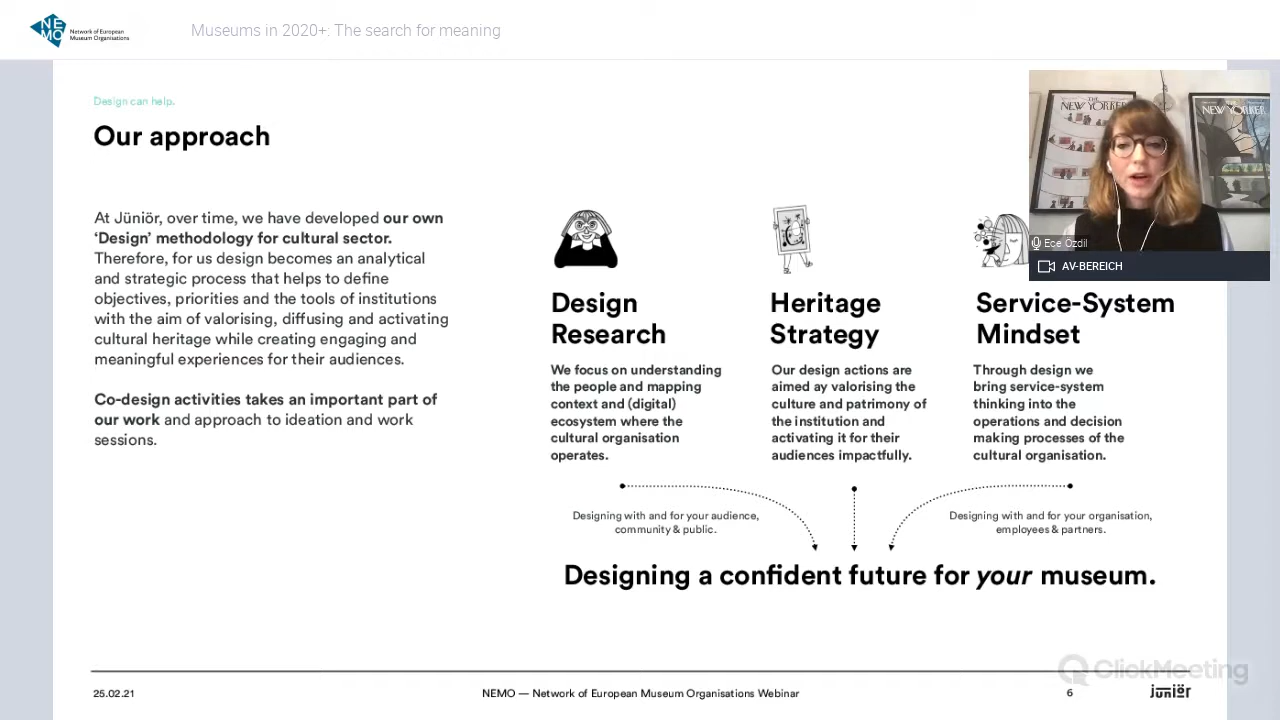 NE
MO
Network of European
Museum Organisations
Museums in 2020+: The search for meaning
Design can help.
Our approach
At Jüniör, over time, we have developed our own
‘Design’ methodology for cultural sector.
Therefore, for us design becomes an analytical
and strategic process that helps to define
objectives, priorities and the tools of institutions
with the aim of valorising, diffusing and activating
cultural heritage while creating engaging and
meaningful experiences for their audiences.
Co-design activities takes an important part of
our work and approach to ideation and work
sessions.
Design
Research
We focus on understanding
the people and mapping
context and (digital)
ecosystem where the
cultural organisation
operates.
Heritage
Strategy
Our design actions are
aimed ay valorising the
culture and patrimony of
the institution and
activating it for their
audiences impactfully.
Service-System
Mindset
Through design we
bring service-system
thinking into the
operations and decision
making processes of the
cultural organisation.
THE
NEW YORKER
THE
NEW YORKER
Ece Özdil
AV-BEREICH
Designing with and for your audience,
community & public.
Designing with and for your organisation,
employees & partners.
Designing a confident future for your museum.
ClickMeeting
25.02.21
NEMO — Network of European Museum Organisations Webinar
6
jüniör